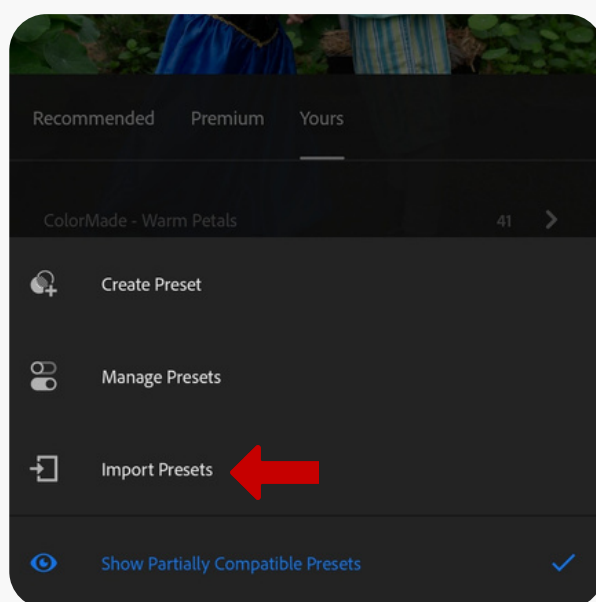 Recommended Premium Yours
ColorMade - Warm Petals 41
Create Preset
Manage Presets
Import Presets
Show Partially Compatible Presets